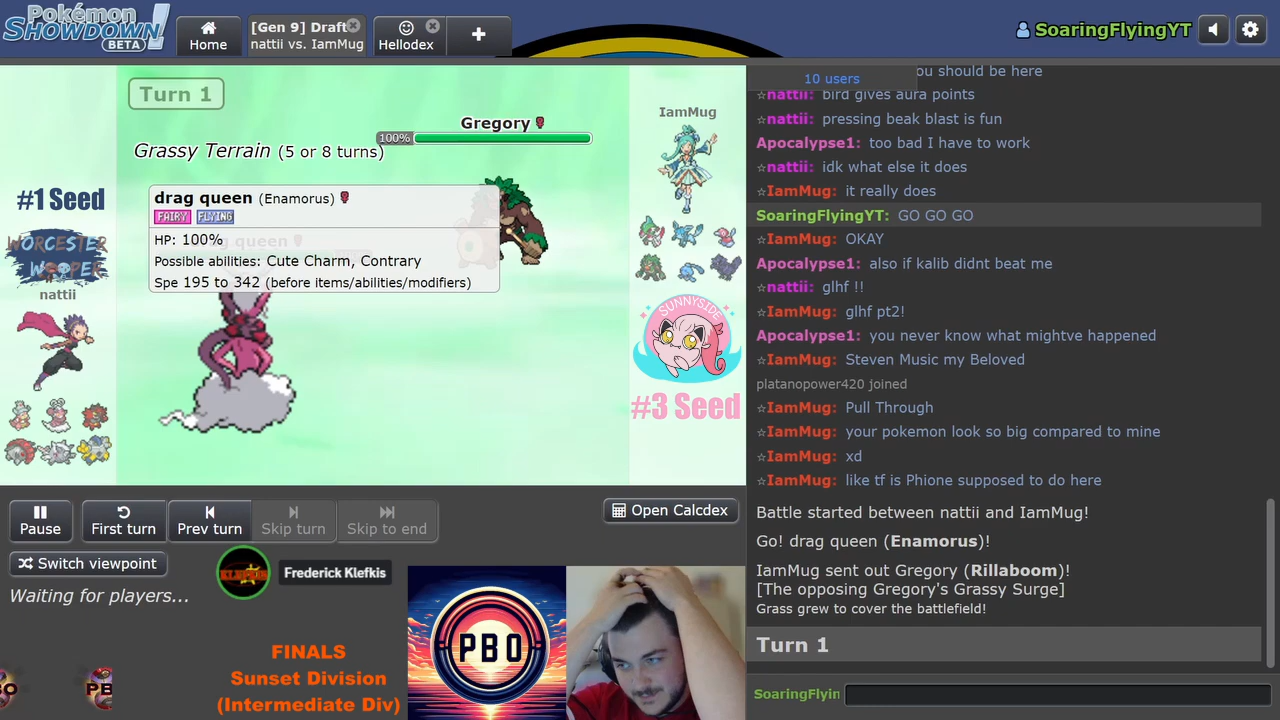 Pokémon
SHOWDOWN!
BETA
Home
[Gen 9] Draft
nattii vs. IamMug
Hellodex
SoaringFlyingYT
Turn 1
Grassy Terrain (5 or 8 turns)
Gregory
100%
drag queen (Enamorus)
FAIRY FLYING
HP: 100%
Possible abilities: Cute Charm, Contrary
Spe 195 to 342 (before items/abilities/modifiers)
#1 Seed
WORCESTER
WOOPER
nattii
IamMug
SUNNYSIDE
#3 Seed
10 users
ou should be here
☆nattii: bird gives aura points
☆nattii: pressing beak blast is fun
Apocalypse1: too bad I have to work
☆nattii: idk what else it does
☆IamMug: it really does
SoaringFlyingYT: GO GO GO
☆IamMug: OKAY
Apocalypse1: also if kalib didnt beat me
☆nattii: glhf !!
☆IamMug: glhf pt2!
Apocalypse1: you never know what mightve happened
☆IamMug: Steven Music my Beloved
platanopower420 joined
☆IamMug: Pull Through
☆IamMug: your pokemon look so big compared to mine
☆IamMug: xd
☆IamMug: like tf is Phione supposed to do here
Battle started between nattii and IamMug!
Go! drag queen (Enamorus)!
IamMug sent out Gregory (Rillaboom)!
[The opposing Gregory's Grassy Surge]
Grass grew to cover the battlefield!
Turn 1
SoaringFlyin
Pause
First turn
Prev turn
Skip turn
Skip to end
Open Calcdex
Switch viewpoint
Waiting for players...
KLEFKIS
Frederick Klefkis
FINALS
Sunset Division
(Intermediate Div)
PBO